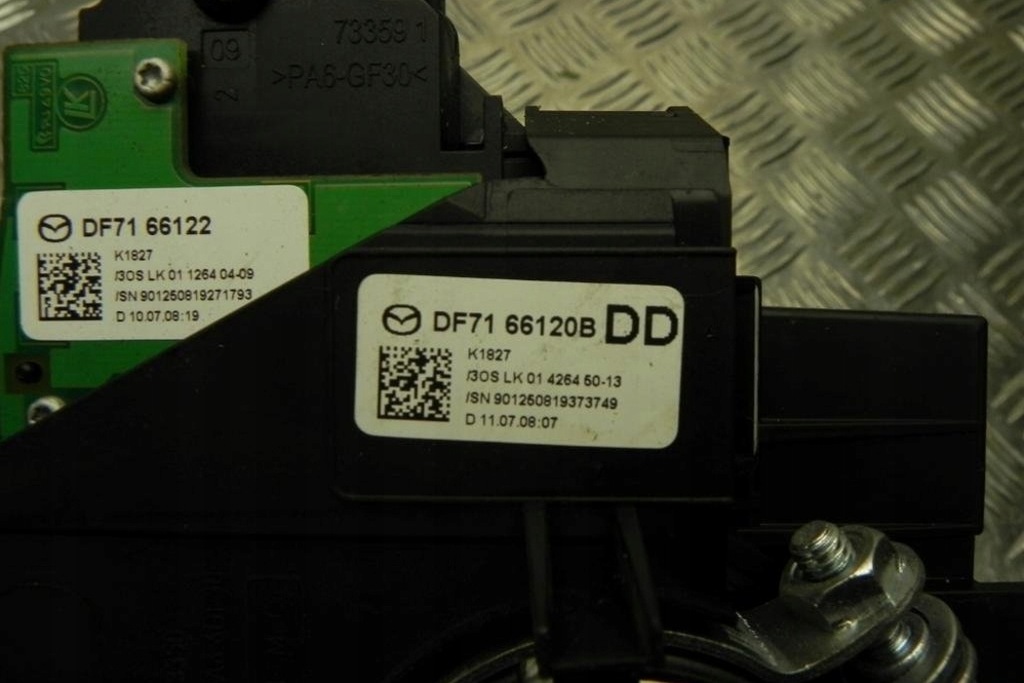 73359 1
09
2
>PA6-GF30<
LK
DF71 66122
K1827
/3OS LK 01 1264 04-09
/SN 901250819271793
D 10.07.08:19
DF71 66120B DD
K1827
/3OS LK 01 4264 50-13
/SN 901250819373749
D 11.07.08:07